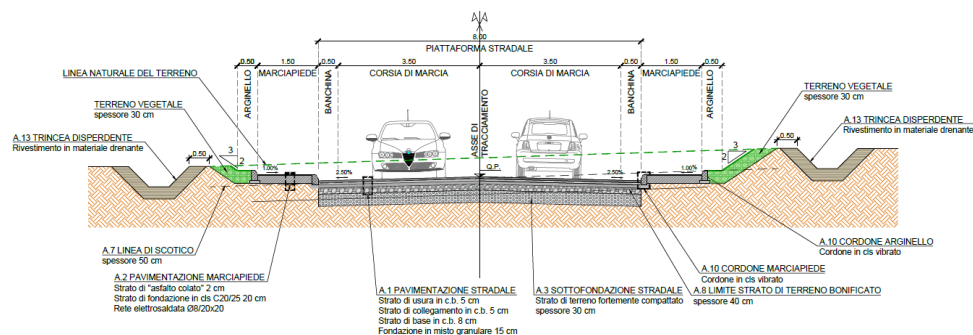 8.00
PIATTAFORMA STRADALE
0.50
1.50
0.50
3.50
3.50
0.50
1.50
0.50
ARGINELLO
MARCIAPIEDE
BANCHINA
CORSIA DI MARCIA
CORSIA DI MARCIA
BANCHINA
MARCIAPIEDE
ARGINELLO
LINEA NATURALE DEL TERRENO
ASSE DI
TRACCIAMENTO
TERRENO VEGETALE
spessore 30 cm
TERRENO VEGETALE
spessore 30 cm
A.13 TRINCEA DISPERDENTE
Rivestimento in materiale drenante
A.13 TRINCEA DISPERDENTE
Rivestimento in materiale drenante
0.50
3
2
3
2
0.50
1.00%
2.50%
Q.P.
2.50%
1.00%
A.7 LINEA DI SCOTICO
spessore 50 cm
A.10 CORDONE ARGINELLO
Cordone in cls vibrato
A.2 PAVIMENTAZIONE MARCIAPIEDE
Strato di "asfalto colato" 2 cm
Strato di fondazione in cls C20/25 20 cm
Rete elettrosaldata Ø8/20x20
A.1 PAVIMENTAZIONE STRADALE
Strato di usura in c.b. 5 cm
Strato di collegamento in c.b. 5 cm
Strato di base in c.b. 8 cm
Fondazione in misto granulare 15 cm
A.3 SOTTOFONDAZIONE STRADALE
Strato di terreno fortemente compattato
spessore 30 cm
A.10 CORDONE MARCIAPIEDE
Cordone in cls vibrato
A.8 LIMITE STRATO DI TERRENO BONIFICATO
spessore 40 cm